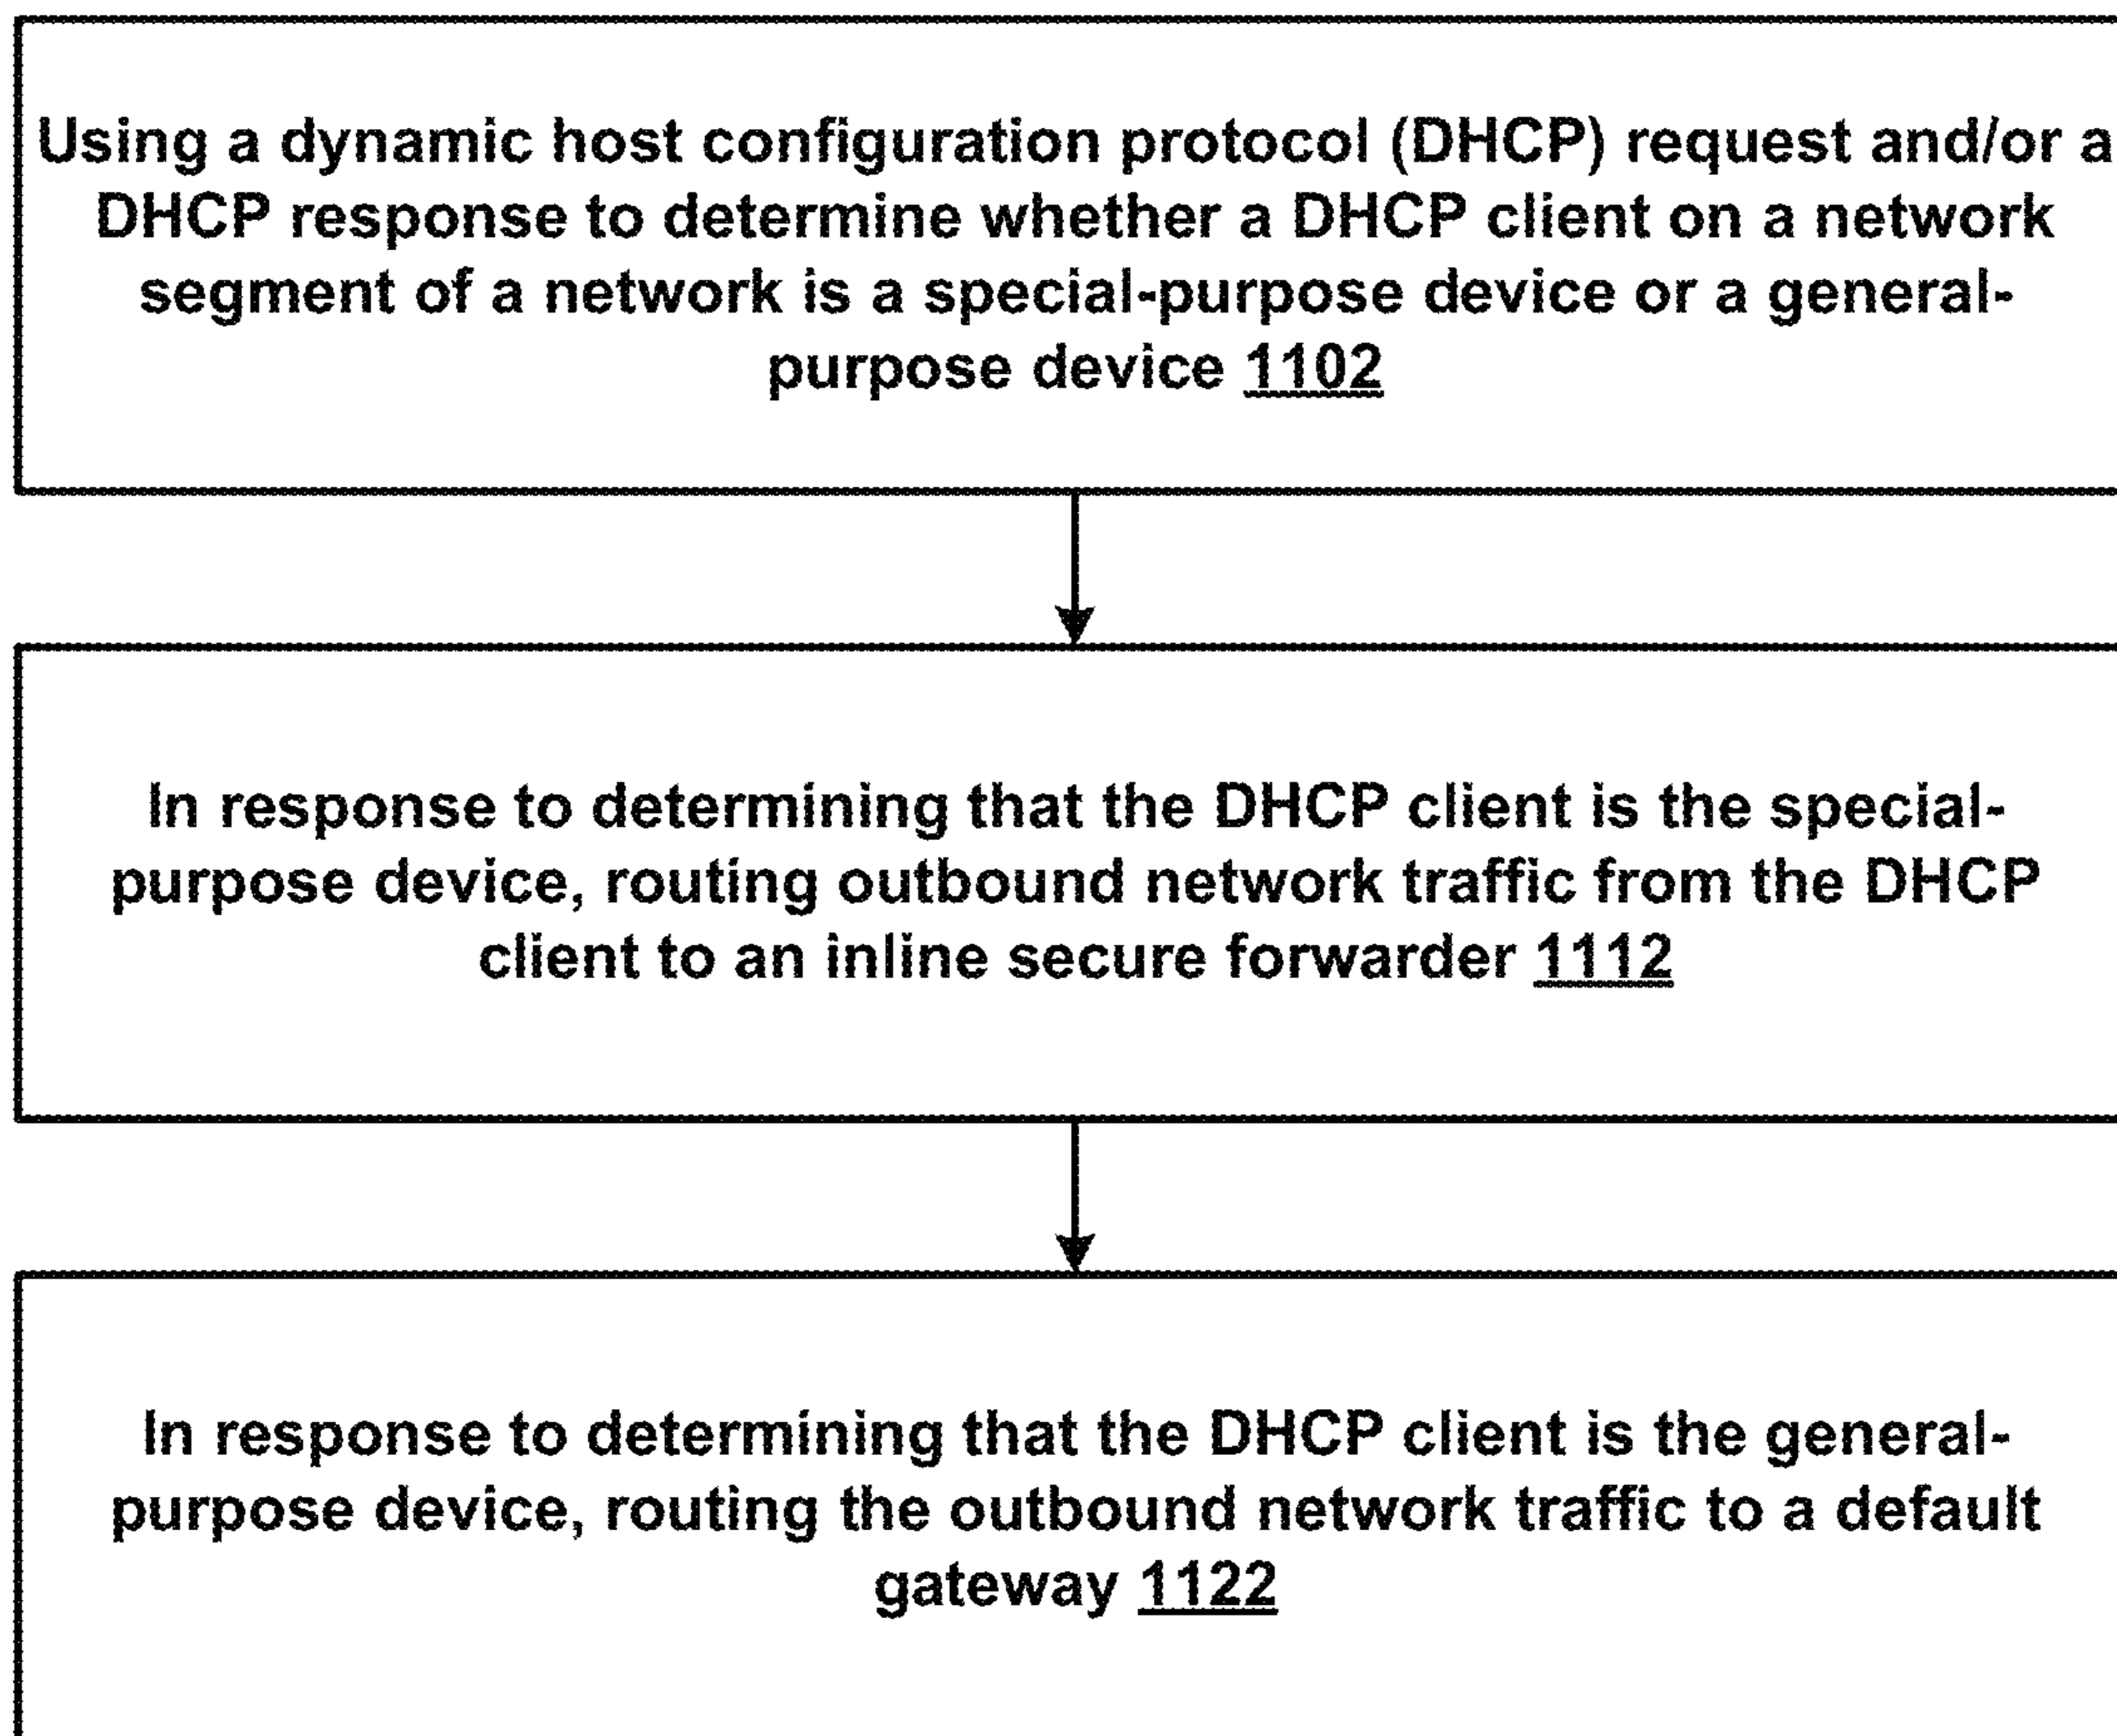 Using a dynamic host configuration protocol (DHCP) request and/or a
DHCP response to determine whether a DHCP client on a network
segment of a network is a special-purpose device or a general-
purpose device 1102
In response to determining that the DHCP client is the special-
purpose device, routing outbound network traffic from the DHCP
client to an inline secure forwarder 1112
In response to determining that the DHCP client is the general-
purpose device, routing the outbound network traffic to a default
gateway 1122